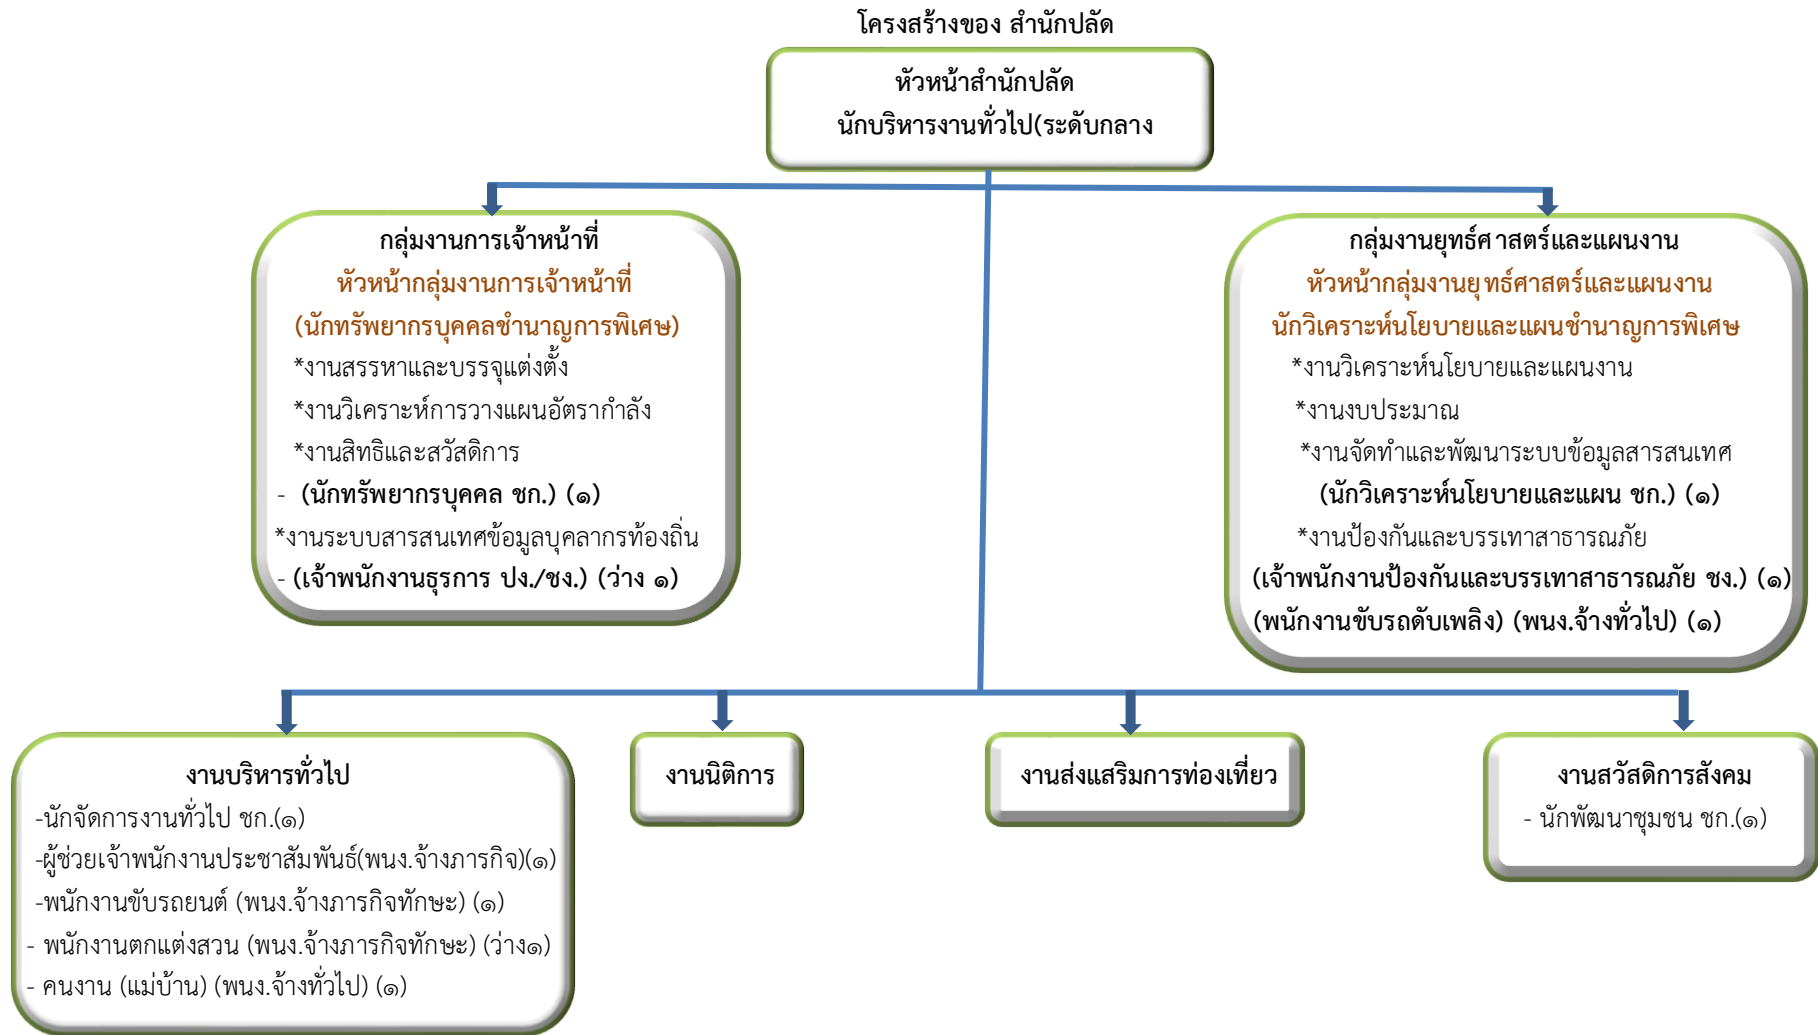 โครงสร้างของ สำนักปลัด
หัวหน้าสำนักปลัด
นักบริหารงานทั่วไป(ระดับกลาง
กลุ่มงานการเจ้าหน้าที่
หัวหน้ากลุ่มงานการเจ้าหน้าที่
(นักทรัพยากรบุคคลชำนาญการพิเศษ)
*งานสรรหาและบรรจุแต่งตั้ง
*งานวิเคราะห์การวางแผนอัตรากำลัง
*งานสิทธิและสวัสดิการ
- (นักทรัพยากรบุคคล ชก.) (๑)
*งานระบบสารสนเทศข้อมูลบุคลากรท้องถิ่น
- (เจ้าพนักงานธุรการ ปง./ชง.) (ว่าง ๑)
กลุ่มงานยุทธ์ศาสตร์และแผนงาน
หัวหน้ากลุ่มงานยุทธ์ศาสตร์และแผนงาน
นักวิเคราะห์นโยบายและแผนชำนาญการพิเศษ
*งานวิเคราะห์นโยบายและแผนงาน
*งานงบประมาณ
*งานจัดทำและพัฒนาระบบข้อมูลสารสนเทศ
(นักวิเคราะห์นโยบายและแผน ชก.) (๑)
*งานป้องกันและบรรเทาสาธารณภัย
(เจ้าพนักงานป้องกันและบรรเทาสาธารณภัย ชง.) (๑)
(พนักงานขับรถดับเพลิง) (พนง.จ้างทั่วไป) (๑)
งานบริหารทั่วไป
-นักจัดการงานทั่วไป ชก.(๑)
-ผู้ช่วยเจ้าพนักงานประชาสัมพันธ์(พนง.จ้างภารกิจ)(๑)
-พนักงานขับรถยนต์ (พนง.จ้างภารกิจทักษะ) (๑)
- พนักงานตกแต่งสวน (พนง.จ้างภารกิจทักษะ) (ว่าง๑)
- คนงาน (แม่บ้าน) (พนง.จ้างทั่วไป) (๑)
งานนิติการ
งานส่งเสริมการท่องเที่ยว
งานสวัสดิการสังคม
- นักพัฒนาชุมชน ชก.(๑)